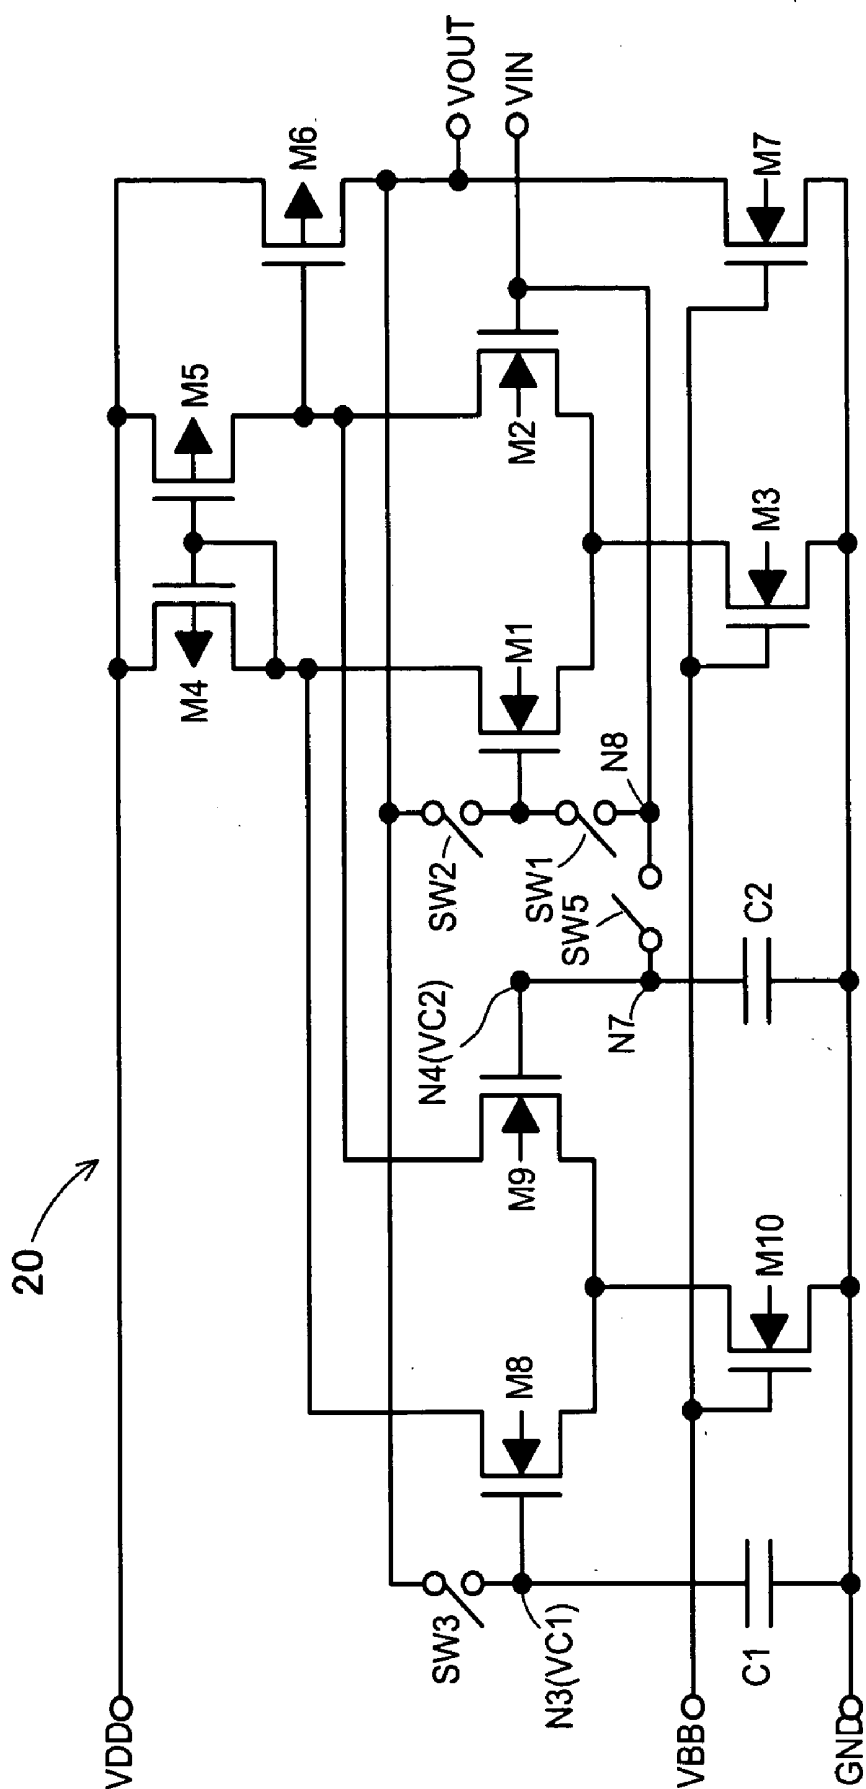 20
VDD
M4
M5
M6
VOUT
VIN
M1
M2
SW2
SW1
N8
SW5
N4(VC2)
N7
M9
M8
SW3
N3(VC1)
C1
C2
M10
M3
M7
VBB
GND